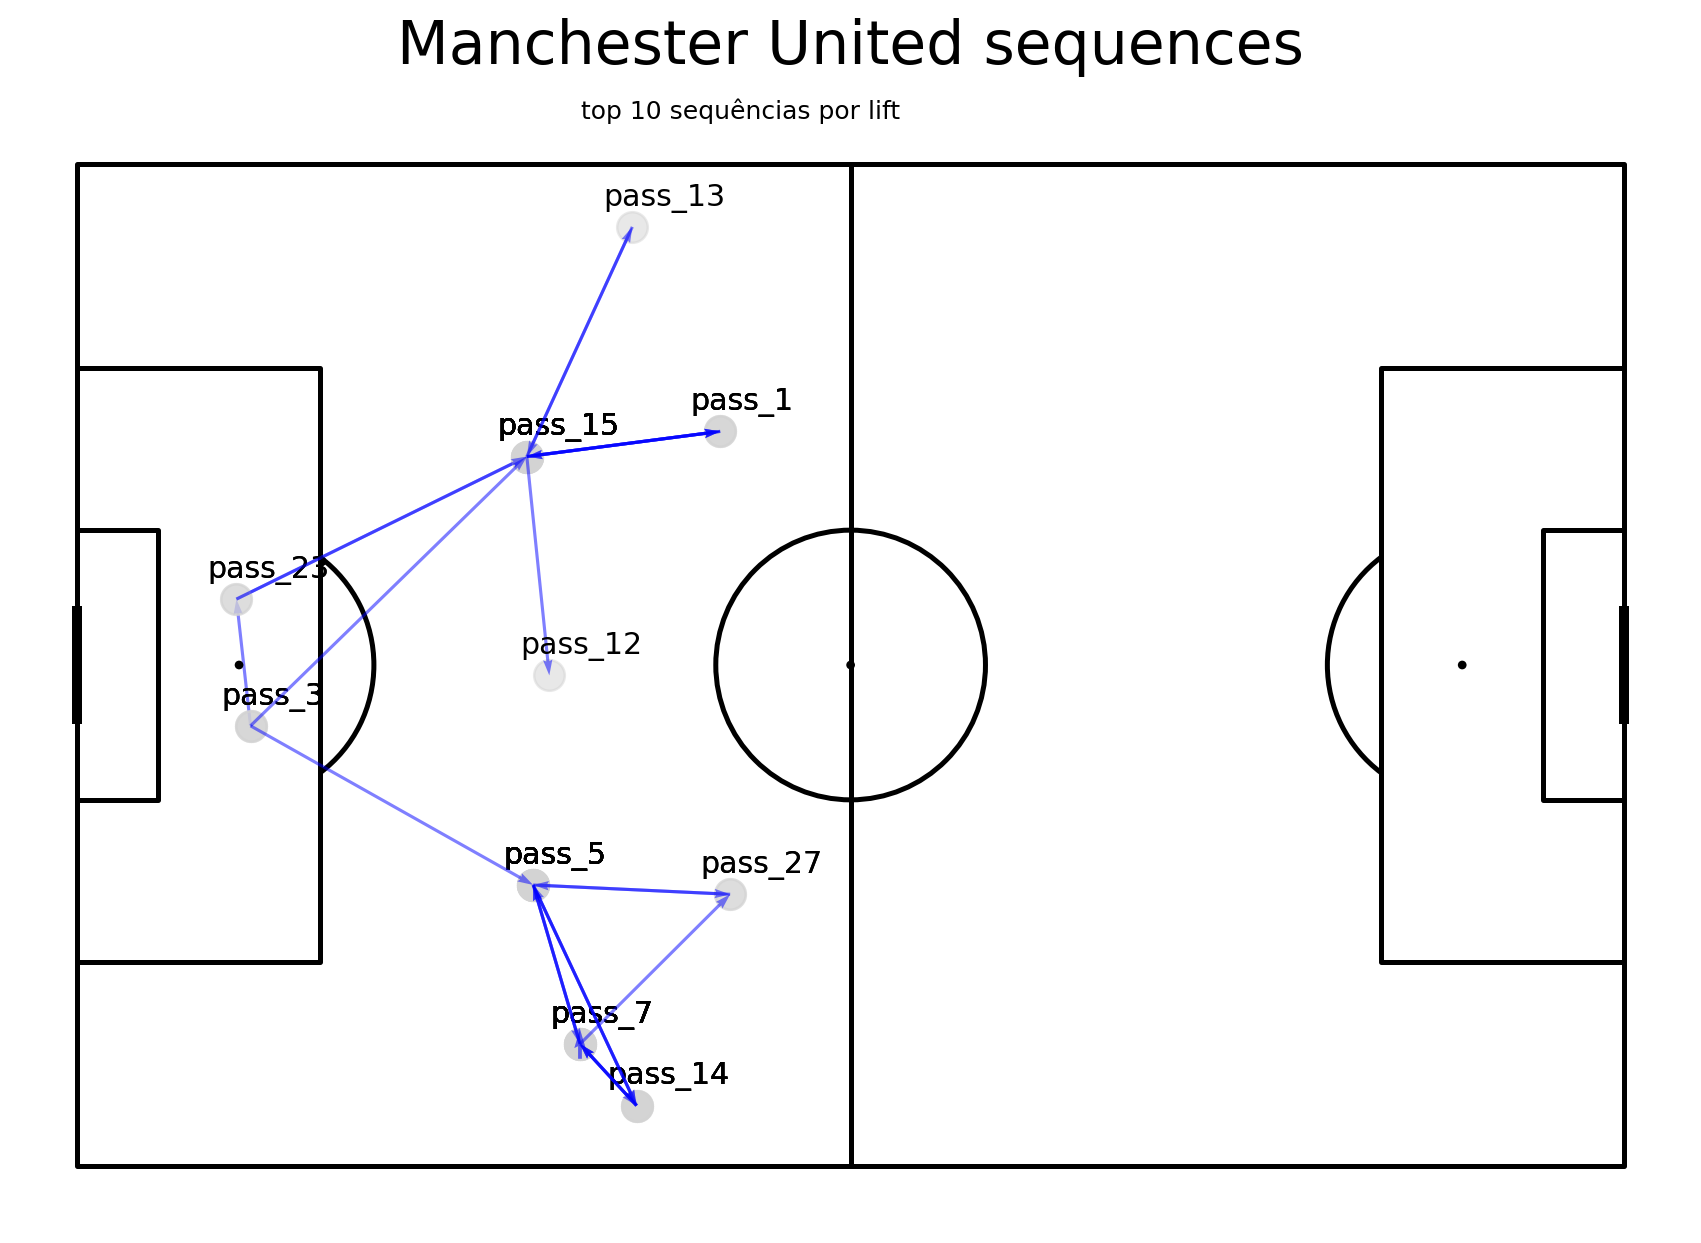 Manchester United sequences
top 10 sequências por lift
pass_13
pass_1
pass_15
pass_23
pass_12
pass_3
pass_5
pass_27
pass_7
pass_14